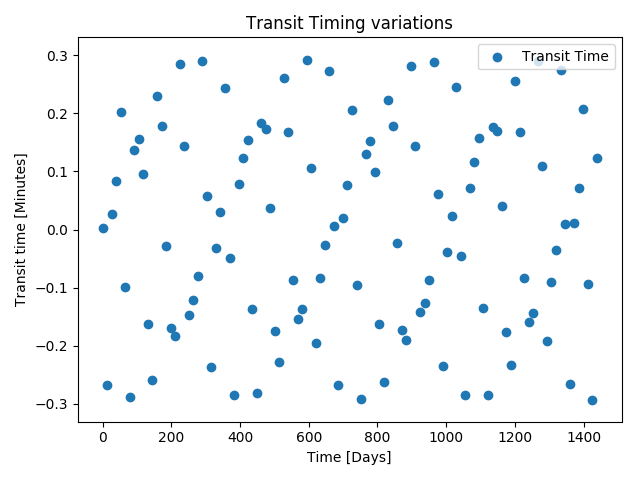 Transit Timing variations
Transit Time
Transit time [Minutes]
0.3
0.2
0.1
0.0
−0.1
−0.2
−0.3
0 200 400 600 800 1000 1200 1400
Time [Days]